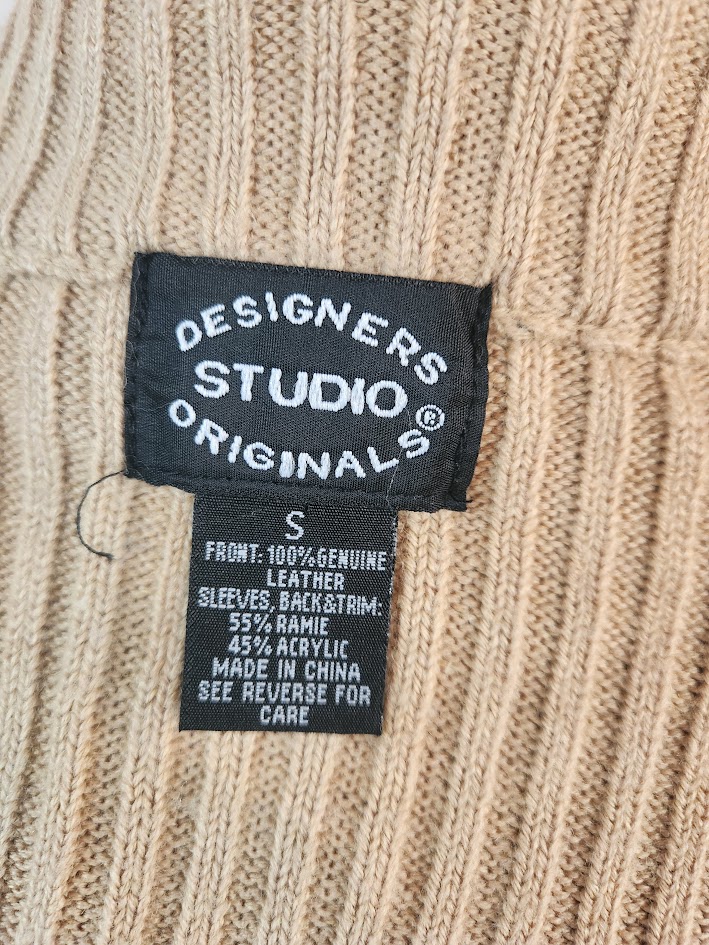 DESIGNERS
STUDIO
ORIGINALS®
S
FRONT: 100% GENUINE
LEATHER
SLEEVES, BACK&TRIM:
55% RAMIE
45% ACRYLIC
MADE IN CHINA
SEE REVERSE FOR
CARE